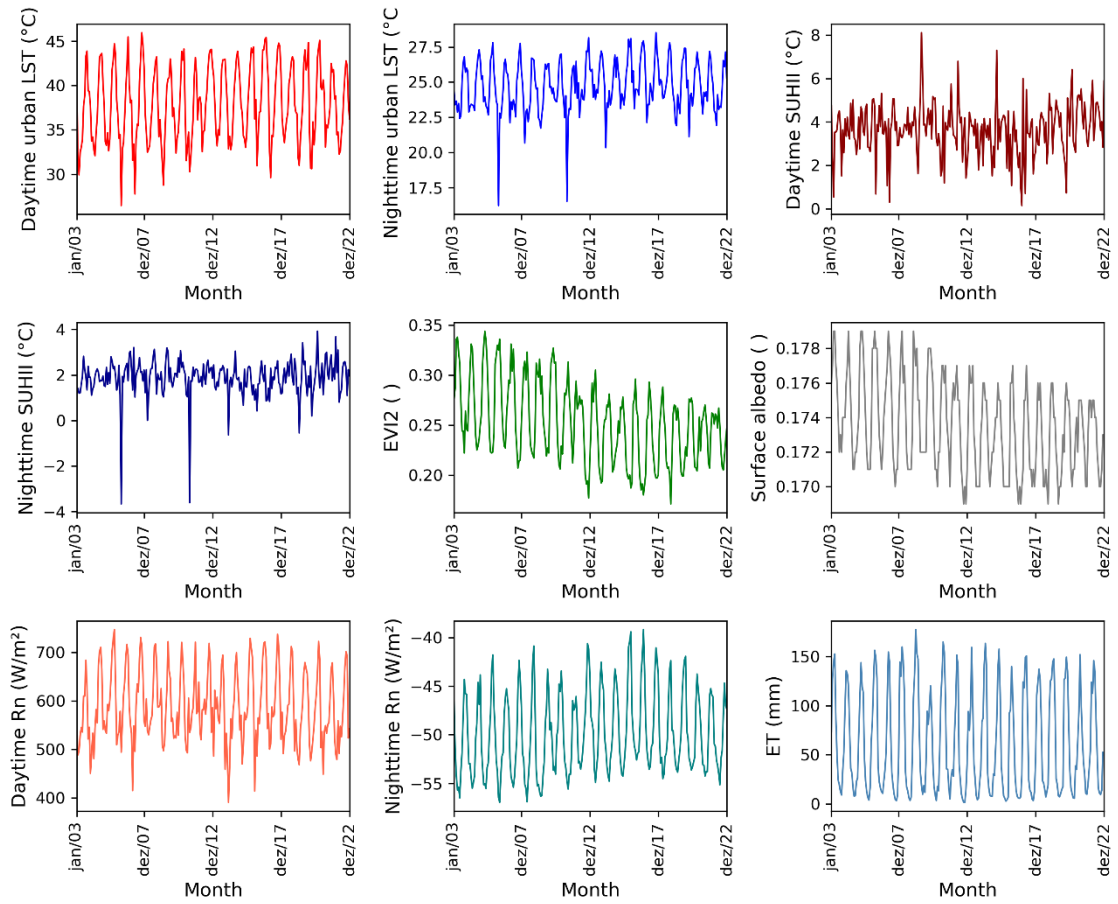 Daytime urban LST (°C)
45
40
35
30
jan/03
dez/07
dez/12
dez/17
dez/22
Month
Nighttime urban LST (°C
27.5
25.0
22.5
20.0
17.5
jan/03
dez/07
dez/12
dez/17
dez/22
Month
Daytime SUHII (°C)
8
6
4
2
0
jan/03
dez/07
dez/12
dez/17
dez/22
Month
Nighttime SUHII (°C)
4
2
0
−2
−4
jan/03
dez/07
dez/12
dez/17
dez/22
Month
EVI2 ( )
0.35
0.30
0.25
0.20
jan/03
dez/07
dez/12
dez/17
dez/22
Month
Surface albedo ( )
0.178
0.176
0.174
0.172
0.170
jan/03
dez/07
dez/12
dez/17
dez/22
Month
Daytime Rn (W/m²)
700
600
500
400
jan/03
dez/07
dez/12
dez/17
dez/22
Month
Nighttime Rn (W/m²)
−40
−45
−50
−55
jan/03
dez/07
dez/12
dez/17
dez/22
Month
ET (mm)
150
100
50
0
jan/03
dez/07
dez/12
dez/17
dez/22
Month